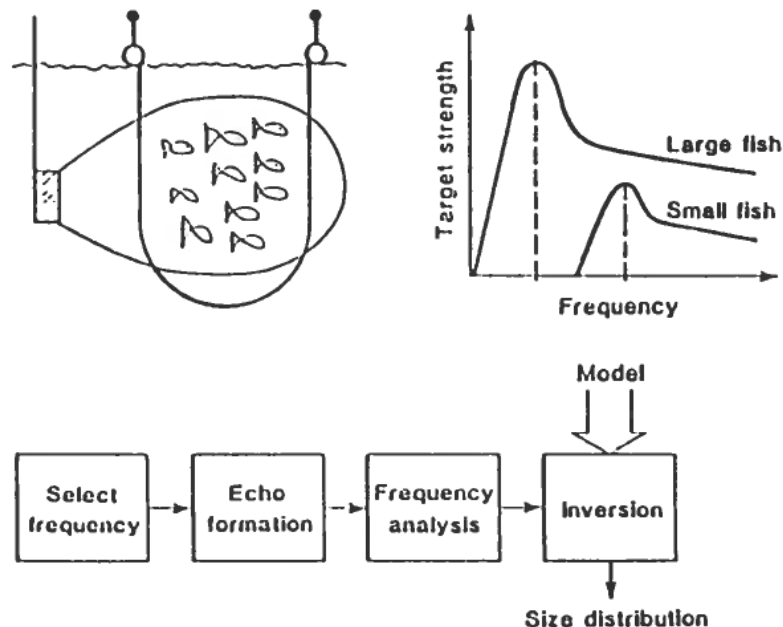 Target strength
Large fish
Small fish
Frequency
Model
Select
frequency
Echo
formation
Frequency
analysis
Inversion
Size distribution